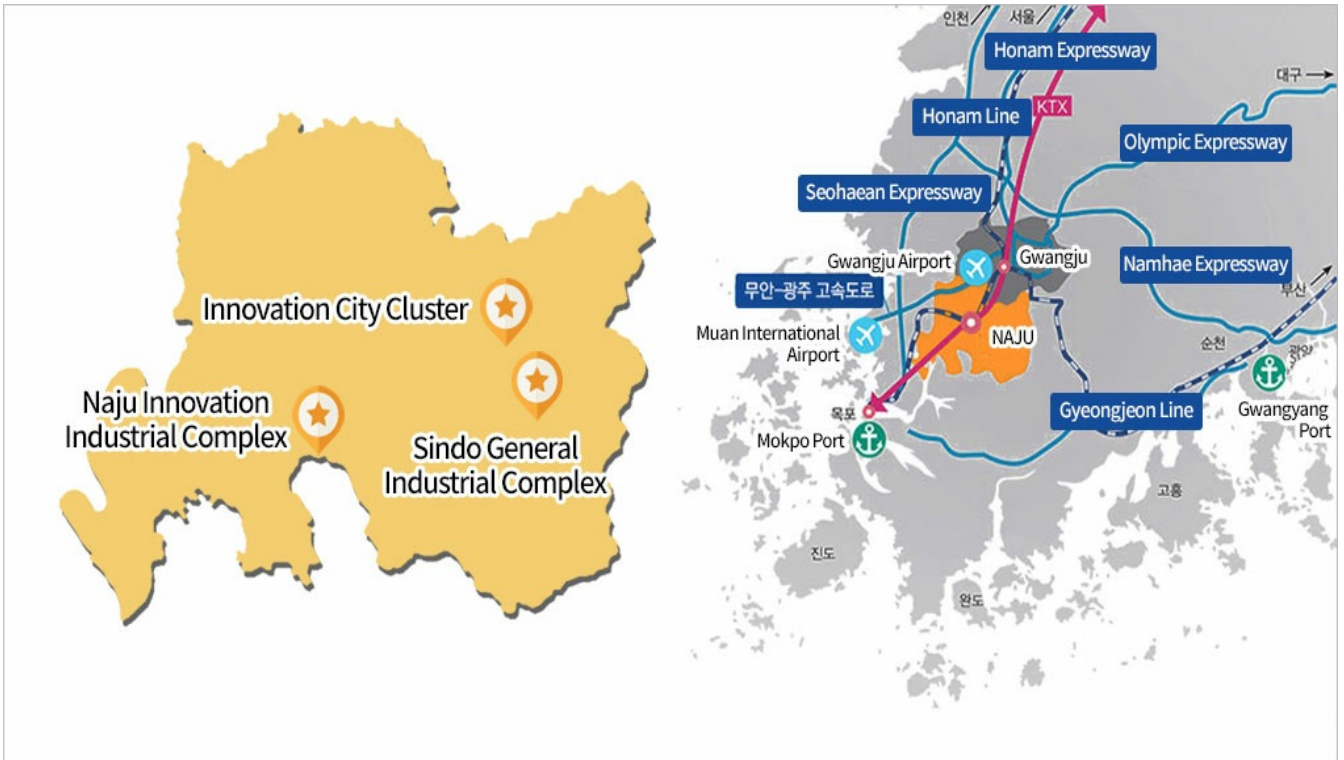 Innovation City Cluster
Naju Innovation
Industrial Complex
Sindo General
Industrial Complex
인천
서울
Honam Expressway
대구
KTX
Honam Line
Olympic Expressway
Seohaean Expressway
Gwangju Airport
Gwangju
Namhae Expressway
무안-광주 고속도로
부산
Muan International
Airport
NAJU
순천
광양
목포
Mokpo Port
Gyeongjeon Line
Gwangyang
Port
고흥
진도
완도